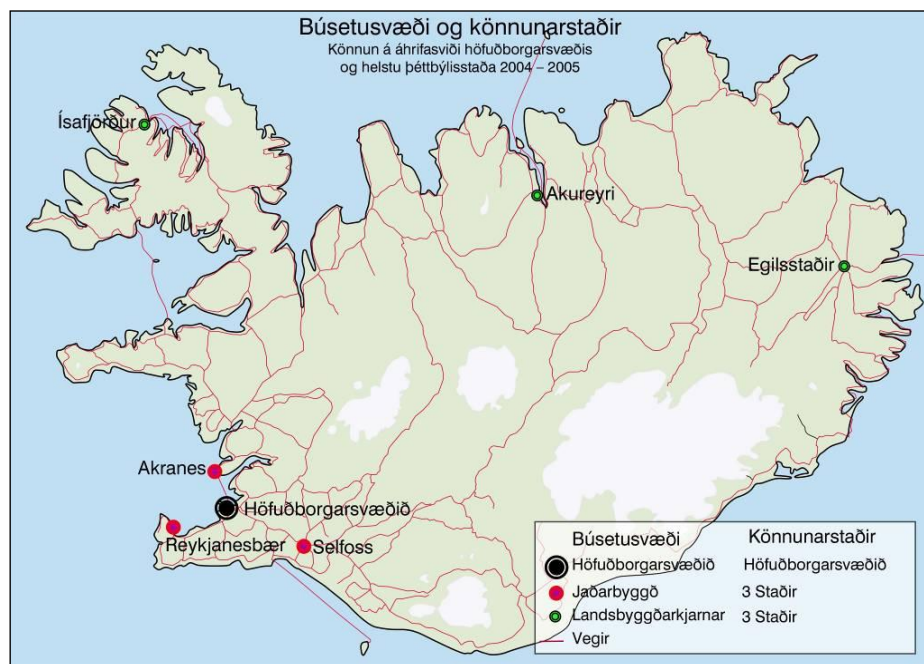 Búsetusvæði og könnunarstaðir
Könnun á áhrifasviði höfuðborgarsvæðis
og helstu þéttbýlisstaða 2004 – 2005
Ísafjörður
Akureyri
Egilsstaðir
Akranes
Höfuðborgarsvæðið
Reykjanesbær
Selfoss
Búsetusvæði Könnunarstaðir
Höfuðborgarsvæðið Höfuðborgarsvæðið
Jaðarbyggð 3 Staðir
Landsbyggðarkjarnar 3 Staðir
Vegir